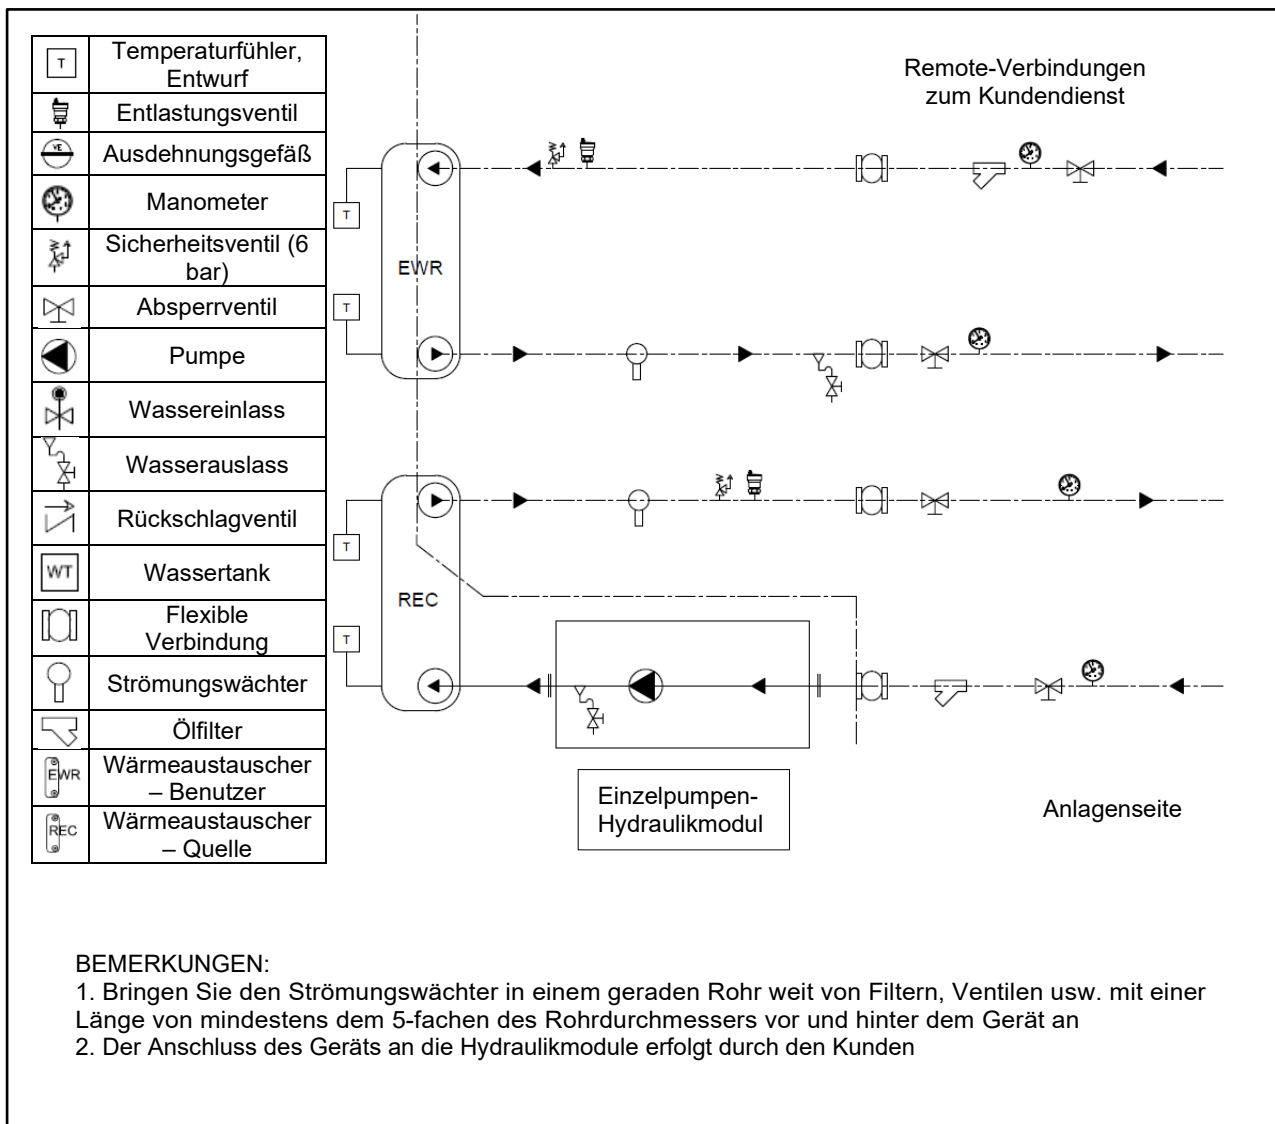 T
Temperaturfühler,
Entwurf
Entlastungsventil
VE
Ausdehnungsgefäß
Manometer
Sicherheitsventil (6
bar)
Absperrventil
Pumpe
Wassereinlass
Wasserauslass
Rückschlagventil
WT
Wassertank
Flexible
Verbindung
Strömungswächter
Ölfilter
EWR
Wärmeaustauscher
– Benutzer
REC
Wärmeaustauscher
– Quelle
Remote-Verbindungen
zum Kundendienst
T
EWR
T
T
REC
T
Einzelpumpen-
Hydraulikmodul
Anlagenseite
BEMERKUNGEN:
1. Bringen Sie den Strömungswächter in einem geraden Rohr weit von Filtern, Ventilen usw. mit einer
Länge von mindestens dem 5-fachen des Rohrdurchmessers vor und hinter dem Gerät an
2. Der Anschluss des Geräts an die Hydraulikmodule erfolgt durch den Kunden